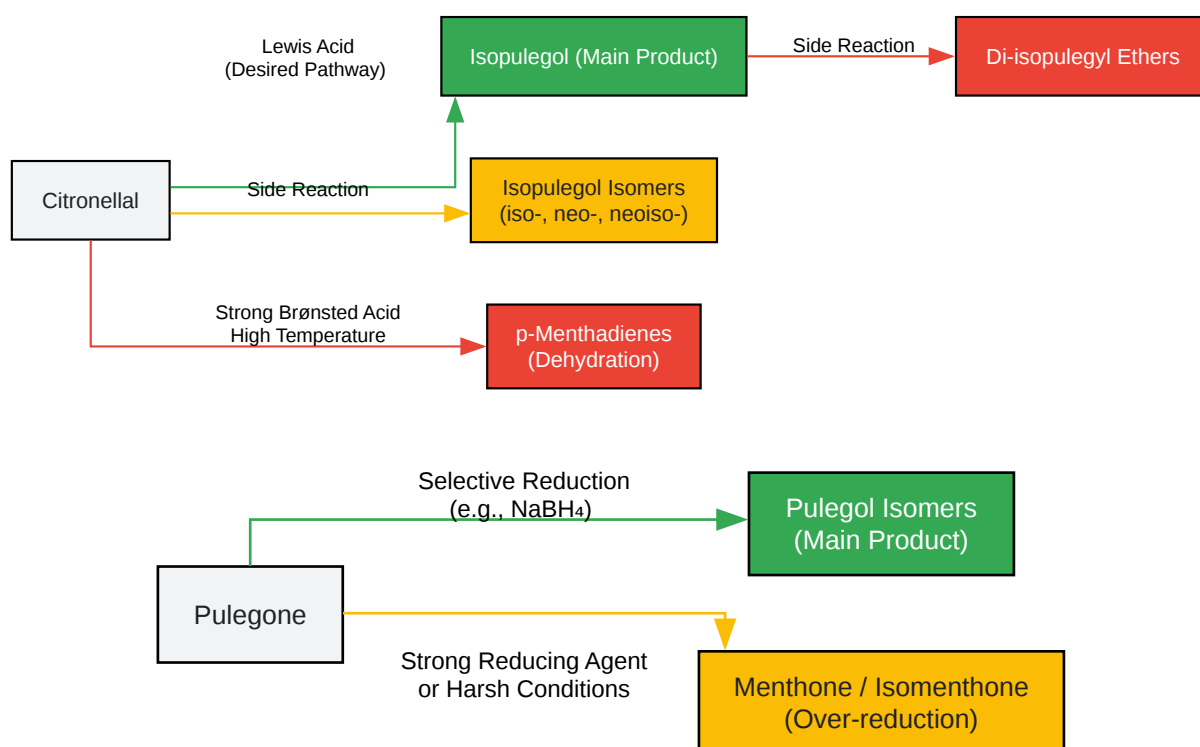 Lewis Acid
(Desired Pathway)
Isopulegol (Main Product)
Side Reaction
Di-isopulegyl Ethers
Citronellal
Side Reaction
Isopulegol Isomers
(iso-, neo-, neoiso-)
Strong Brønsted Acid
High Temperature
p-Menthadienes
(Dehydration)
Selective Reduction
(e.g., NaBH₄)
Pulegol Isomers
(Main Product)
Pulegone
Strong Reducing Agent
or Harsh Conditions
Menthone / Isomenthone
(Over-reduction)